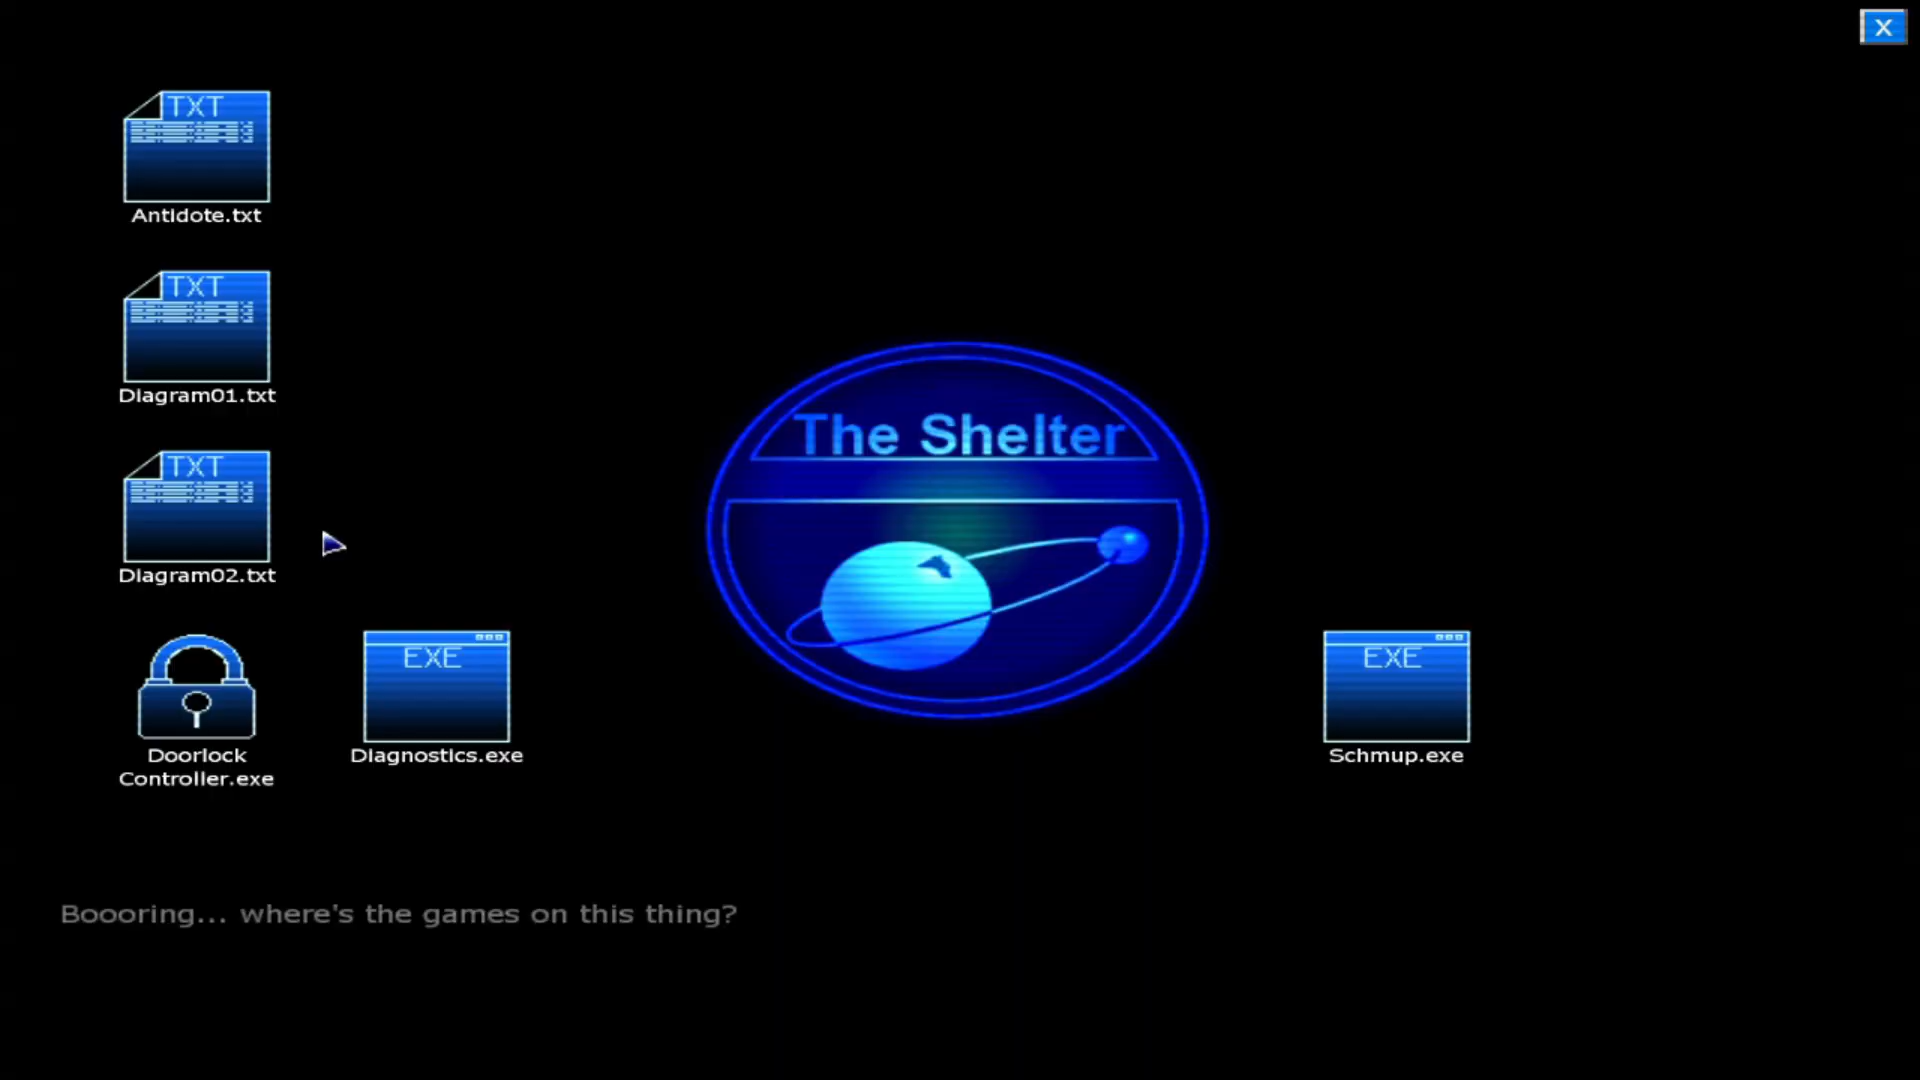 X
TXT
Antidote.txt
TXT
Diagram01.txt
The Shelter
TXT
Diagram02.txt
Doorlock
Controller.exe
EXE
Diagnostics.exe
EXE
Schmup.exe
Boooring... where's the games on this thing?